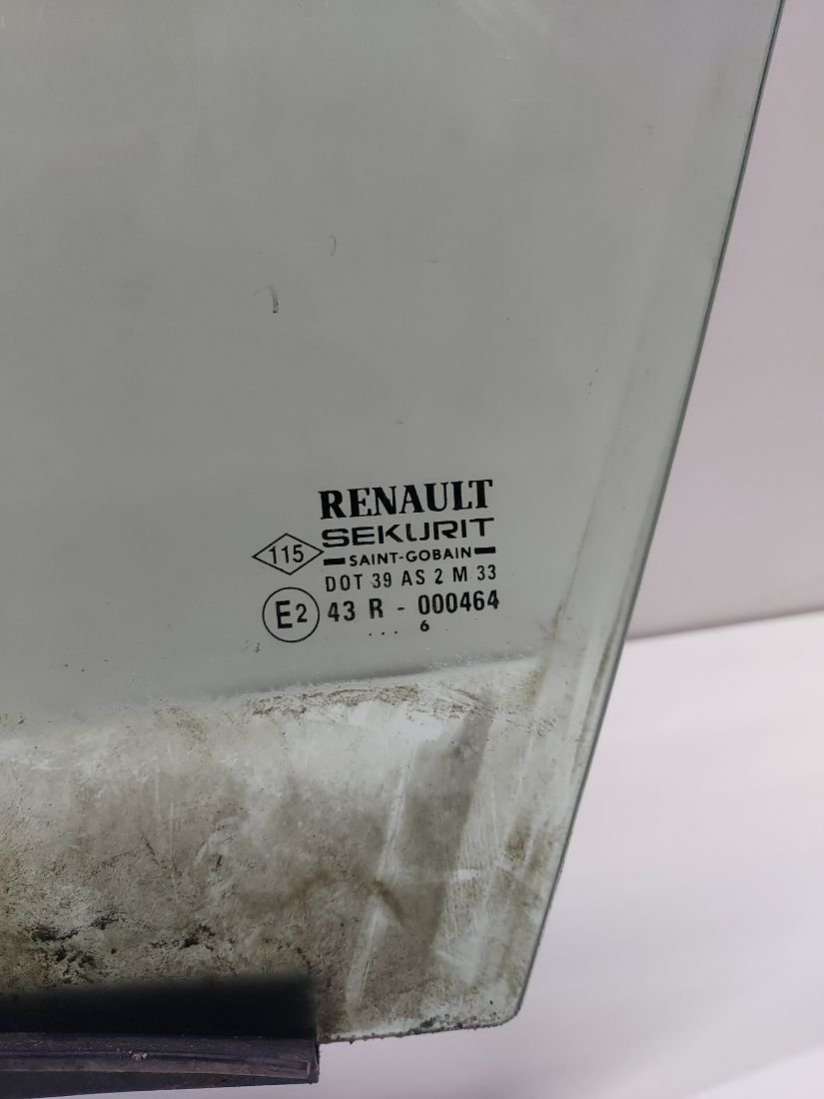 RENAULT
SEKURIT
115
SAINT-GOBAIN
DOT 39 AS 2 M 33
E2 43 R - 000464
... 6